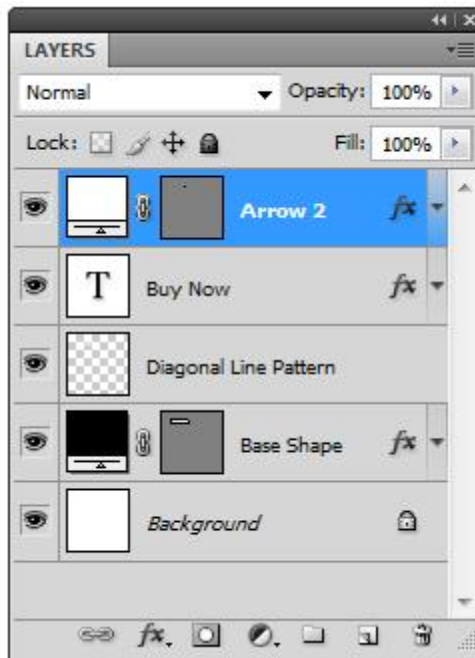 LAYERS
Normal Opacity: 100%
Lock: Fill: 100%
Arrow 2 fx
T Buy Now fx
Diagonal Line Pattern
Base Shape fx
Background
fx.